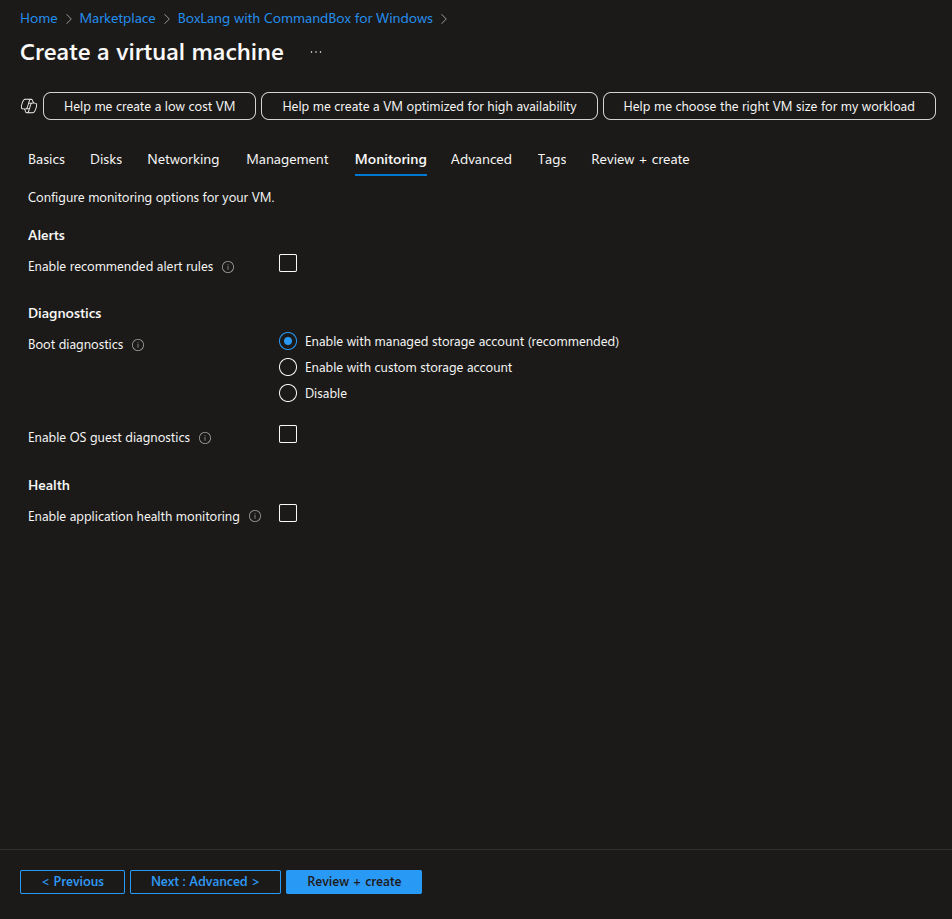 Home > Marketplace > BoxLang with CommandBox for Windows >
Create a virtual machine ...
Help me create a low cost VM Help me create a VM optimized for high availability Help me choose the right VM size for my workload
Basics Disks Networking Management Monitoring Advanced Tags Review + create
Configure monitoring options for your VM.
Alerts
Enable recommended alert rules
Diagnostics
Boot diagnostics
Enable with managed storage account (recommended)
Enable with custom storage account
Disable
Enable OS guest diagnostics
Health
Enable application health monitoring
< Previous Next : Advanced > Review + create